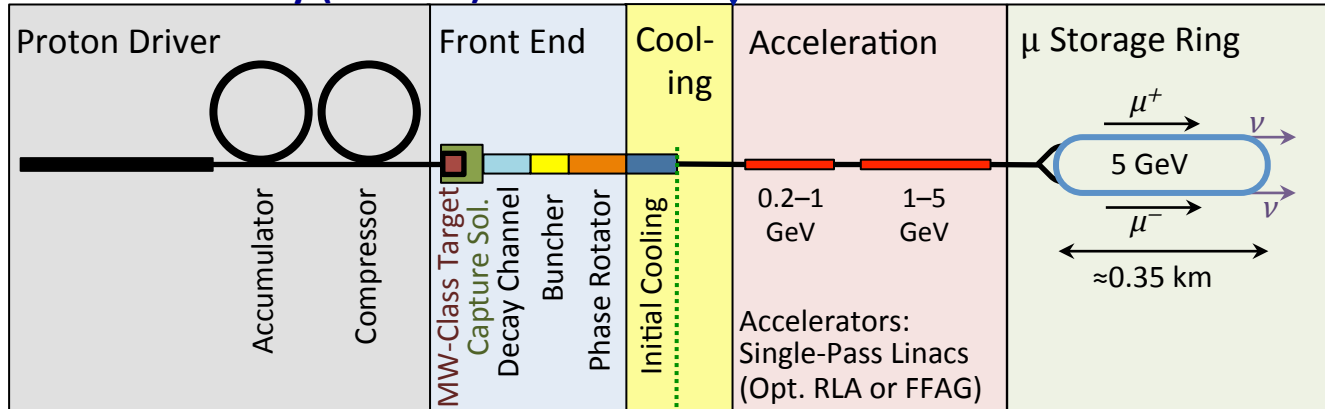 Proton Driver
Front End
Cool-
ing
Acceleration
μ Storage Ring
Accumulator
Compressor
MW-Class Target
Capture Sol.
Decay Channel
Buncher
Phase Rotator
Initial Cooling
0.2–1
GeV
1–5
GeV
Accelerators:
Single-Pass Linacs
(Opt. RLA or FFAG)
μ⁺
ν
5 GeV
ν
μ⁻
≈0.35 km